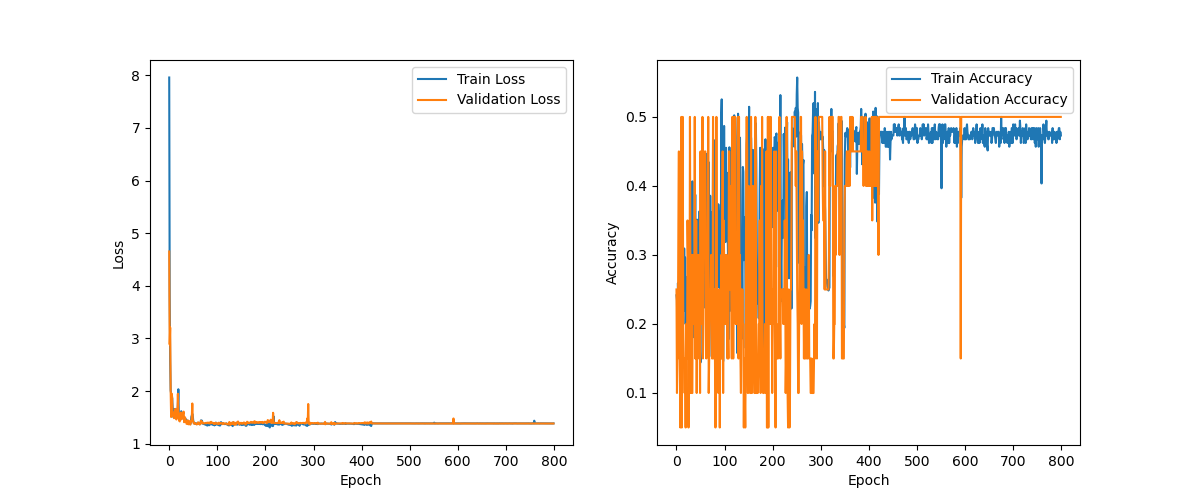 8
7
6
5
4
3
2
1
Loss
0 100 200 300 400 500 600 700 800
Epoch
Train Loss
Validation Loss
0.5
0.4
0.3
0.2
0.1
Accuracy
0 100 200 300 400 500 600 700 800
Epoch
Train Accuracy
Validation Accuracy